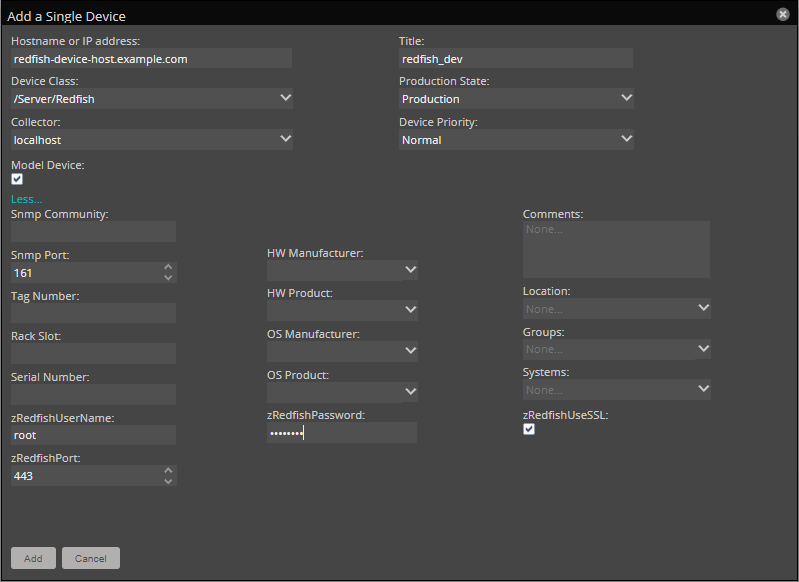 Add a Single Device
Hostname or IP address:
redfish-device-host.example.com
Title:
redfish_dev
Device Class:
/Server/Redfish
Production State:
Production
Collector:
localhost
Device Priority:
Normal
Model Device:
Less...
Snmp Community:
Snmp Port:
161
Tag Number:
Rack Slot:
Serial Number:
zRedfishUserName:
root
zRedfishPort:
443
HW Manufacturer:
HW Product:
OS Manufacturer:
OS Product:
zRedfishPassword:
••••••••
Comments:
None...
Location:
None...
Groups:
None...
Systems:
None...
zRedfishUseSSL:
Add
Cancel